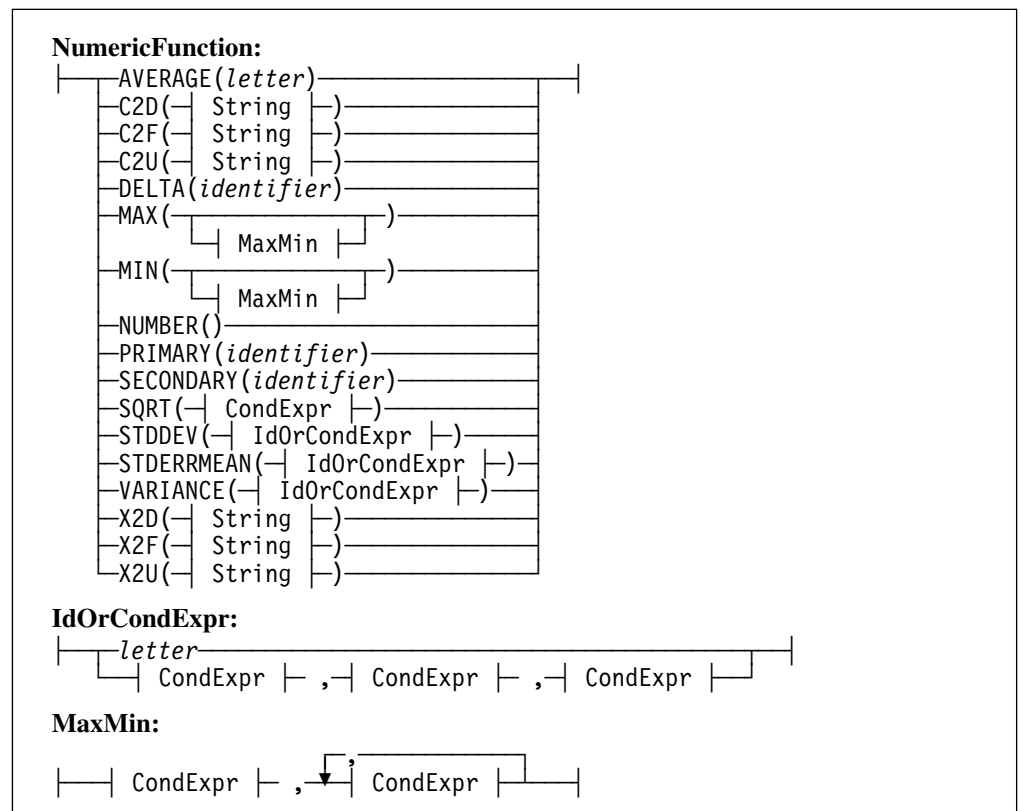 NumericFunction:
AVERAGE(letter)
C2D( String )
C2F( String )
C2U( String )
DELTA(identifier)
MAX( )
MaxMin
MIN( )
MaxMin
NUMBER()
PRIMARY(identifier)
SECONDARY(identifier)
SQRT( CondExpr )
STDDEV( IdOrCondExpr )
STDERRMEAN( IdOrCondExpr )
VARIANCE( IdOrCondExpr )
X2D( String )
X2F( String )
X2U( String )
IdOrCondExpr:
letter
CondExpr , CondExpr , CondExpr
MaxMin:
,
CondExpr , CondExpr